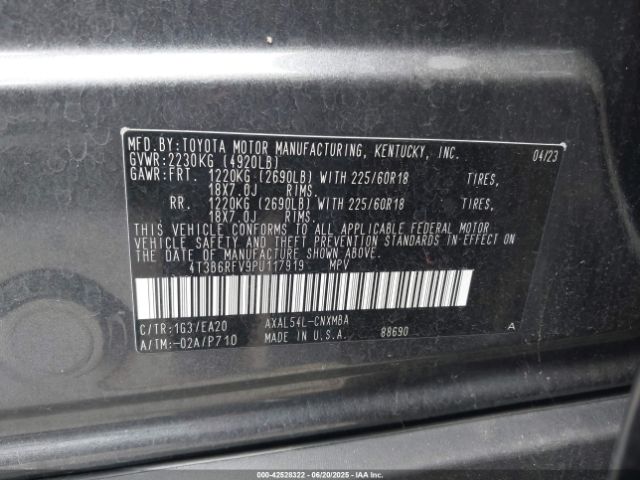 MFD.BY:TOYOTA MOTOR MANUFACTURING, KENTUCKY, INC. 04/23
GVWR:2230KG (4920LB)
GAWR:FRT. 1220KG (2690LB) WITH 225/60R18 TIRES,
18X7.0J RIMS.
RR. 1220KG (2690LB) WITH 225/60R18 TIRES,
18X7.0J RIMS.
THIS VEHICLE CONFORMS TO ALL APPLICABLE FEDERAL MOTOR
VEHICLE SAFETY AND THEFT PREVENTION STANDARDS IN EFFECT ON
THE DATE OF MANUFACTURE SHOWN ABOVE.
4T3B6RFV9PU117919 MPV
C/TR:1G3/EA20 AXAL54L-CNXMBA A
A/TM:-02A/P710 MADE IN U.S.A. 88690
000-42528322 | 06/20/2025 | IAA Inc.